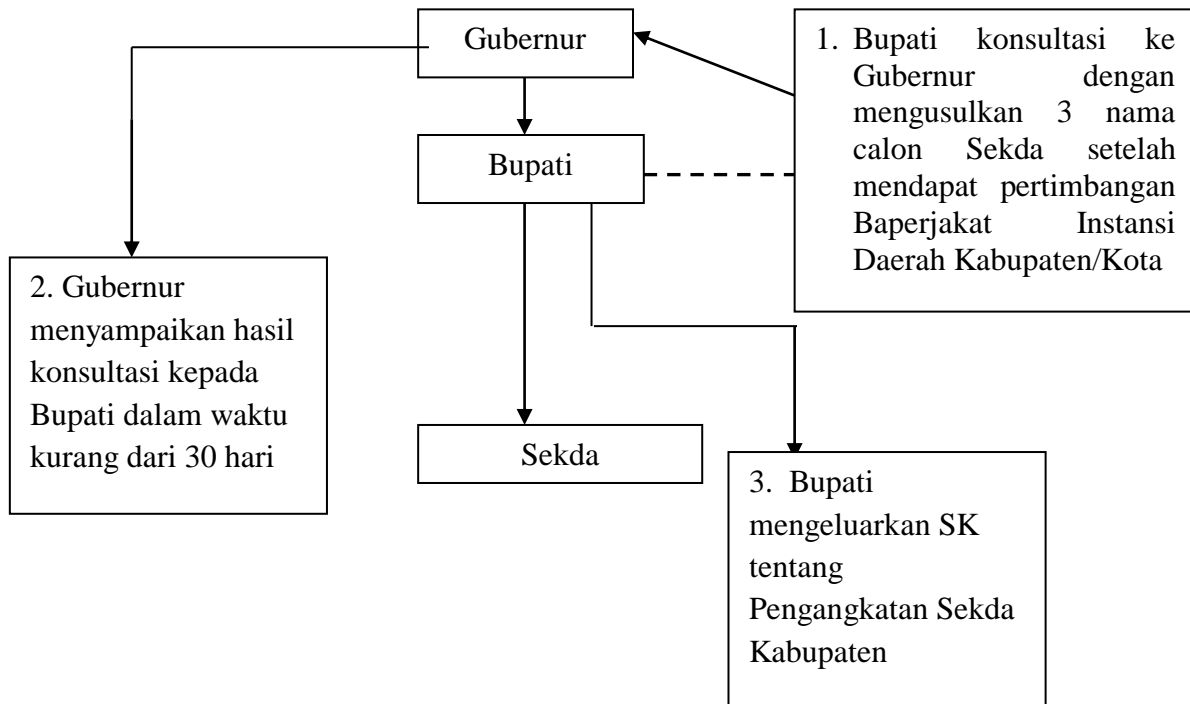 Gubernur
1. Bupati konsultasi ke
Gubernur dengan
mengusulkan 3 nama
calon Sekda setelah
mendapat pertimbangan
Baperjakat Instansi
Daerah Kabupaten/Kota
Bupati
2. Gubernur
menyampaikan hasil
konsultasi kepada
Bupati dalam waktu
kurang dari 30 hari
Sekda
3. Bupati
mengeluarkan SK
tentang
Pengangkatan Sekda
Kabupaten